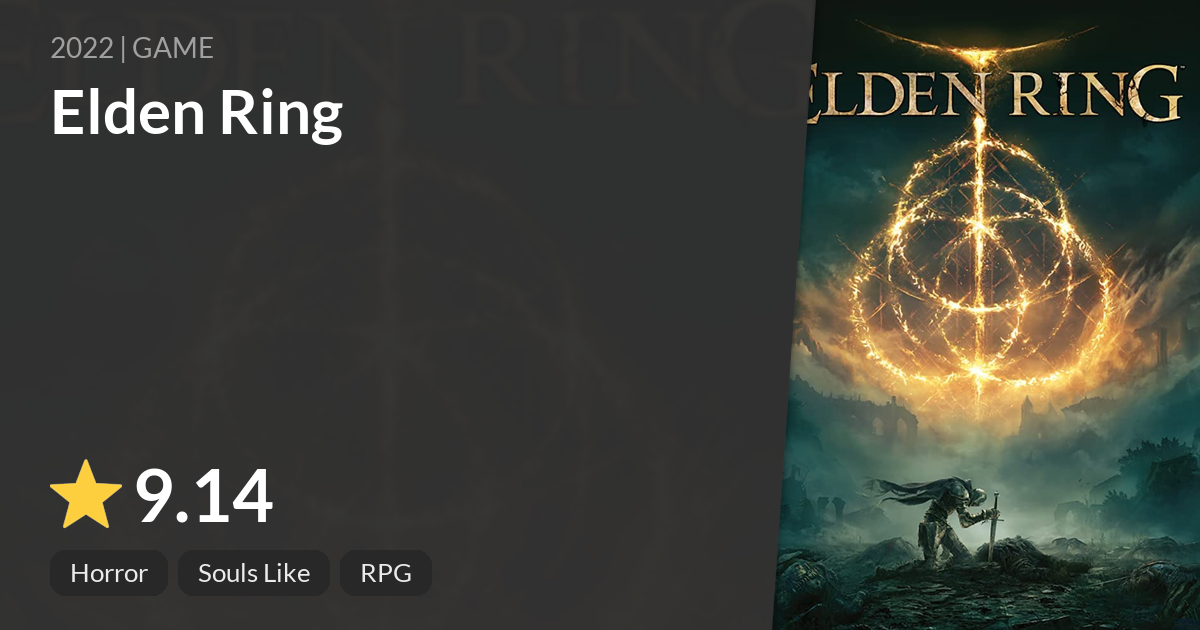 2022 | GAME
Elden Ring
ELDEN RING
9.14
Horror
Souls Like
RPG